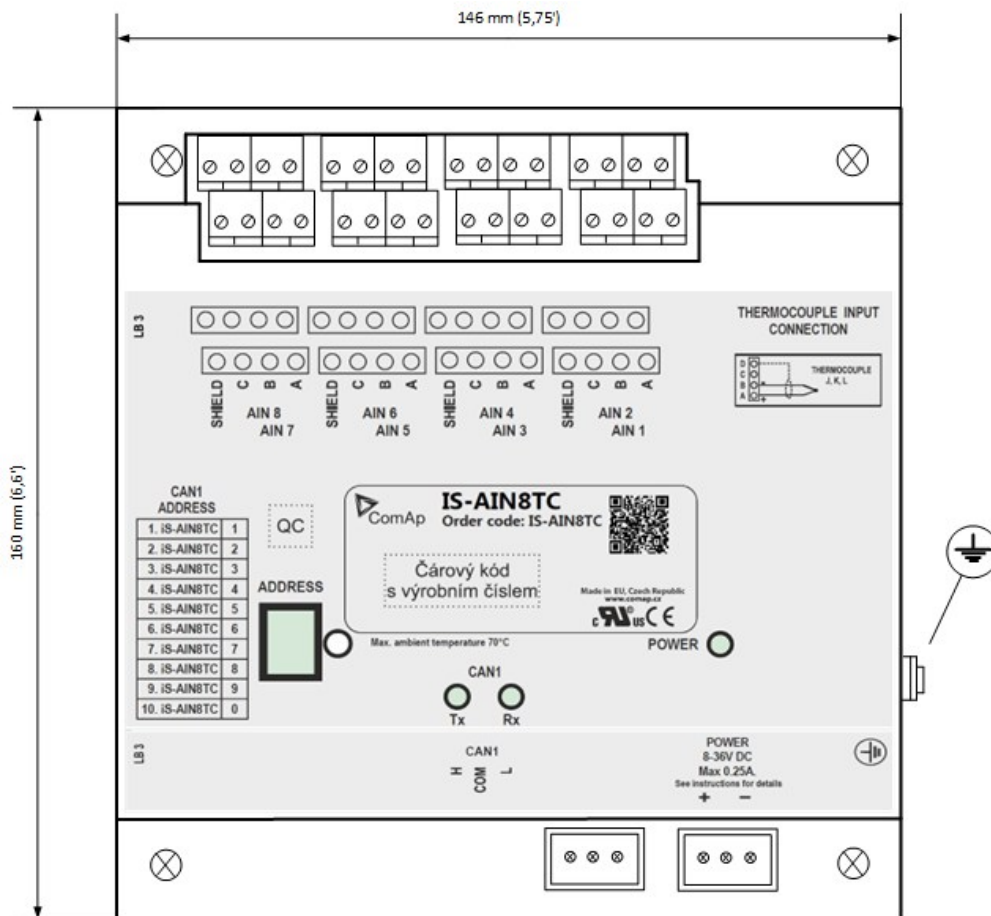 146 mm (5,75')
160 mm (6,6')
LB 3
THERMOCOUPLE INPUT
CONNECTION
D
C
B
A
THERMOCOUPLE
J, K, L
+
+
SHIELD C B A SHIELD C B A SHIELD C B A SHIELD C B A
AIN 8 AIN 6 AIN 4 AIN 2
AIN 7 AIN 5 AIN 3 AIN 1
CAN1
ADDRESS
1. iS-AIN8TC 1
2. iS-AIN8TC 2
3. iS-AIN8TC 3
4. iS-AIN8TC 4
5. iS-AIN8TC 5
6. iS-AIN8TC 6
7. iS-AIN8TC 7
8. iS-AIN8TC 8
9. iS-AIN8TC 9
10. iS-AIN8TC 0
QC
ADDRESS
ComAp
IS-AIN8TC
Order code: IS-AIN8TC
Čárový kód
s výrobním číslem
Made in EU, Czech Republic
www.comap.cz
c RU us CE
Max. ambient temperature 70°C
POWER
CAN1
Tx Rx
LB 3
CAN1
H COM L
POWER
8-36V DC
Max 0.25A.
See instructions for details
+ −